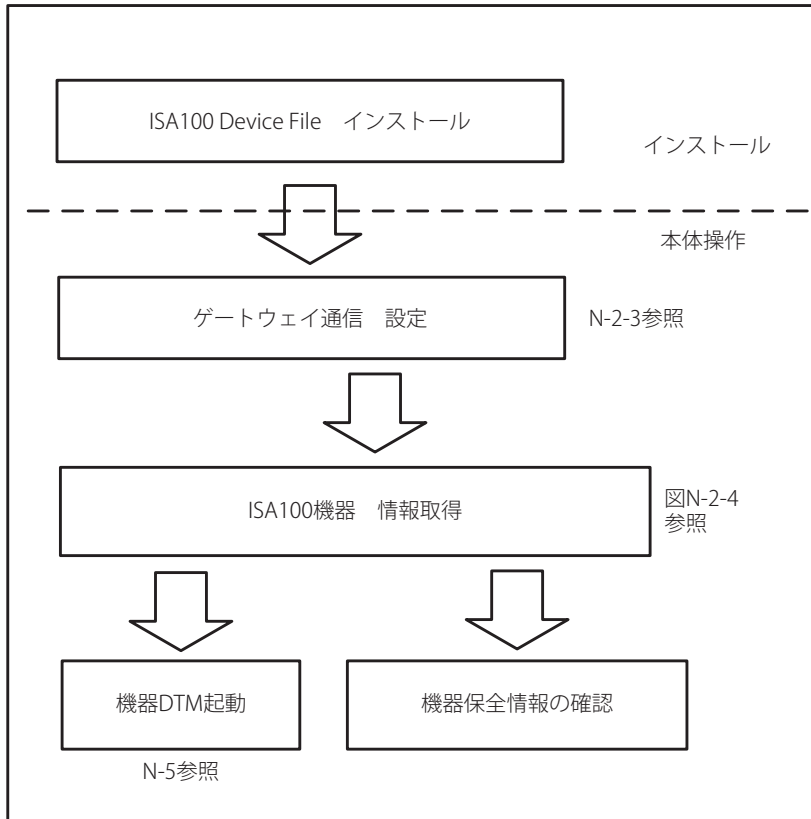 ISA100 Device File　インストール
インストール
本体操作
ゲートウェイ通信　設定
N-2-3参照
ISA100機器　情報取得
図N-2-4
参照
機器DTM起動
機器保全情報の確認
N-5参照